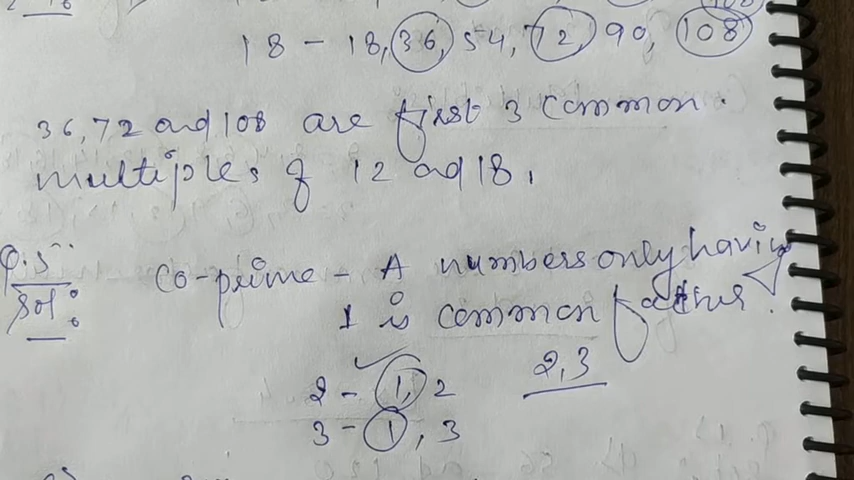 18 - 18, 36, 54, 72, 90, 108
36, 72 and 108 are first 3 common.
multiples of 12 ad 18.
Q.5
Sol:
Co-prime - A numbers only having
1 is common factors.
2 - 1, 2
2,3
3 - 1, 3